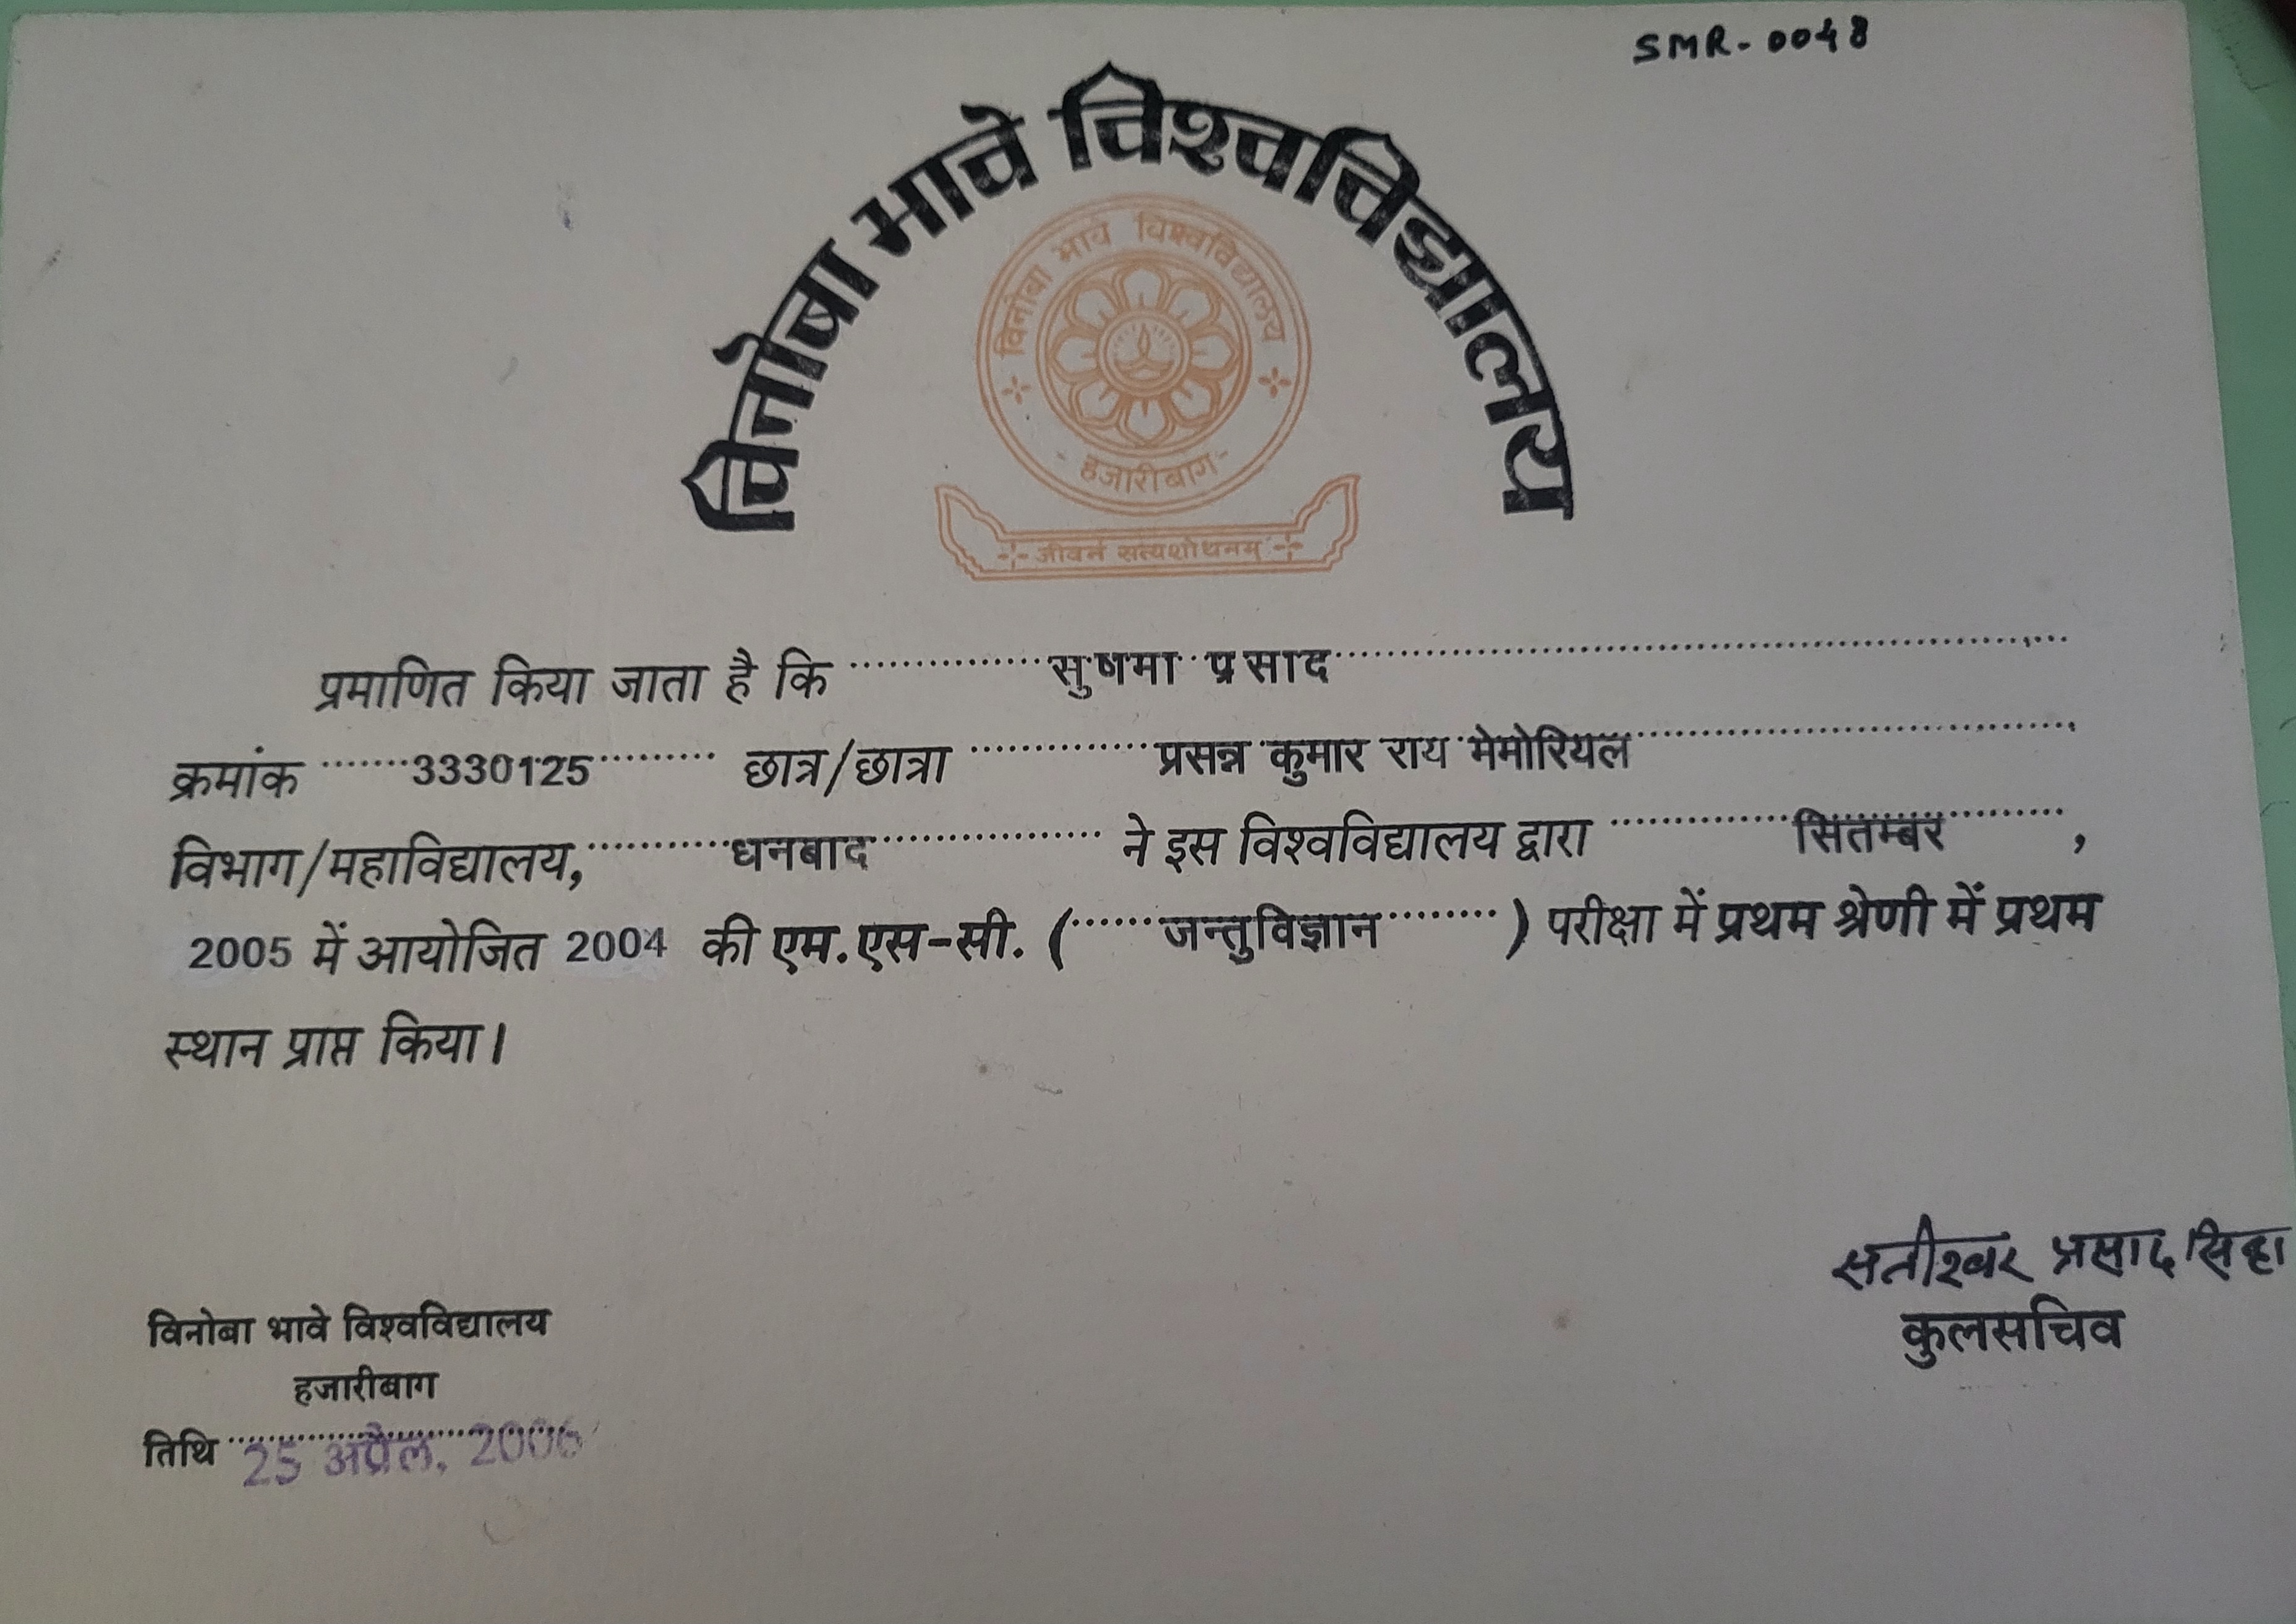 SMR-0048
विनोबा भावे विश्वविद्यालय
विनोबा भावे विश्वविद्यालय
-हजारीबाग-
जीवनं सत्यशोधनम्
प्रमाणित किया जाता है कि सुषमा प्रसाद
क्रमांक 3330125 छात्र/छात्रा प्रसन्न कुमार राय मेमोरियल
विभाग/महाविद्यालय, धनबाद ने इस विश्वविद्यालय द्वारा सितम्बर ,
2005 में आयोजित 2004 की एम.एस-सी. ( जन्तुविज्ञान ) परीक्षा में प्रथम श्रेणी में प्रथम
स्थान प्राप्त किया।
सतीश्वर प्रसाद सिन्हा
कुलसचिव
विनोबा भावे विश्वविद्यालय
हजारीबाग
तिथि 25 अप्रैल, 2006